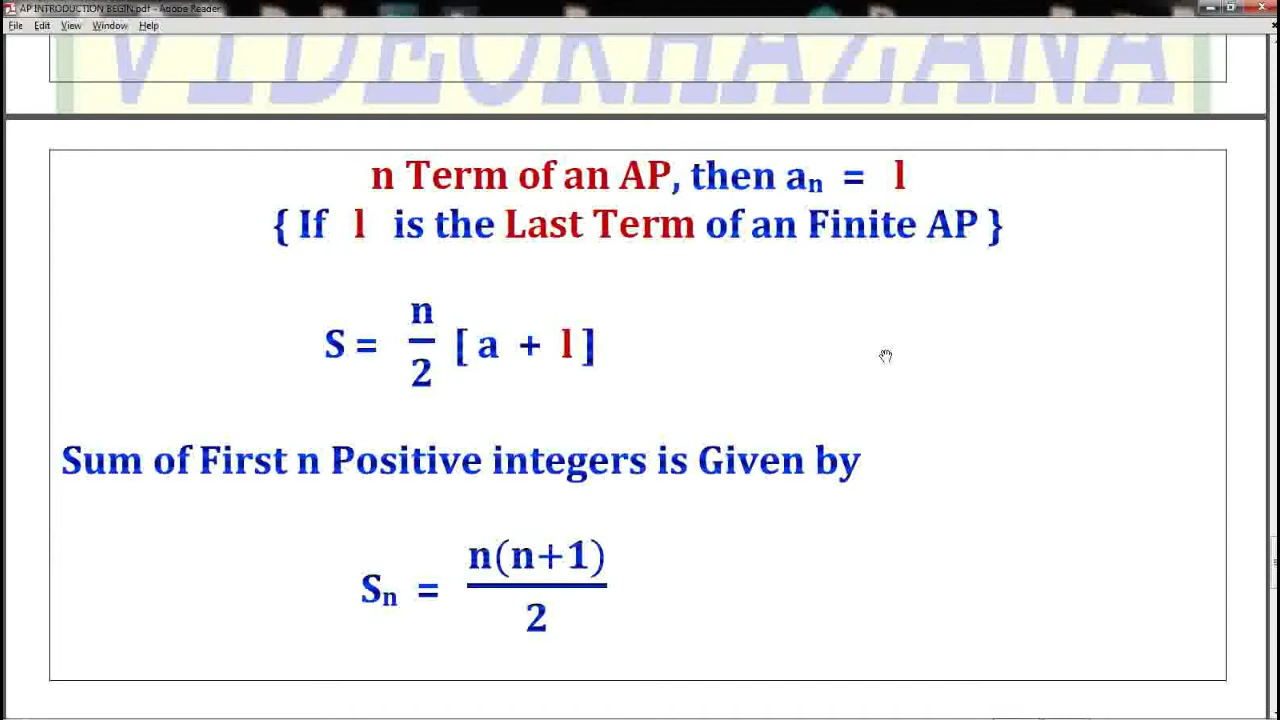 AP INTRODUCTION BEGIN.pdf - Adobe Reader
File Edit View Window Help
VIDEOKHAZANA
n Term of an AP, then aₙ = l
{ If l is the Last Term of an Finite AP }
S = n/2 [ a + l ]
Sum of First n Positive integers is Given by
Sₙ = n(n+1)/2